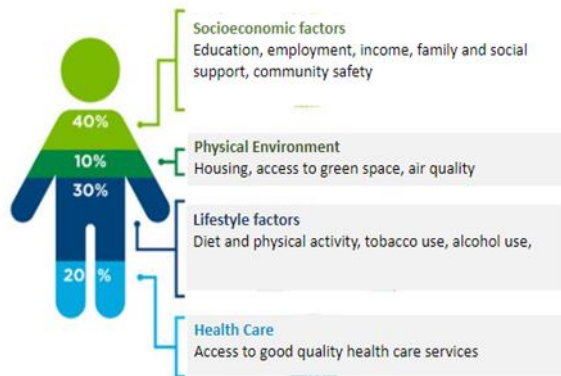 Socioeconomic factors
Education, employment, income, family and social
support, community safety
40%
Physical Environment
10%
Housing, access to green space, air quality
30%
Lifestyle factors
Diet and physical activity, tobacco use, alcohol use,
20 %
Health Care
Access to good quality health care services